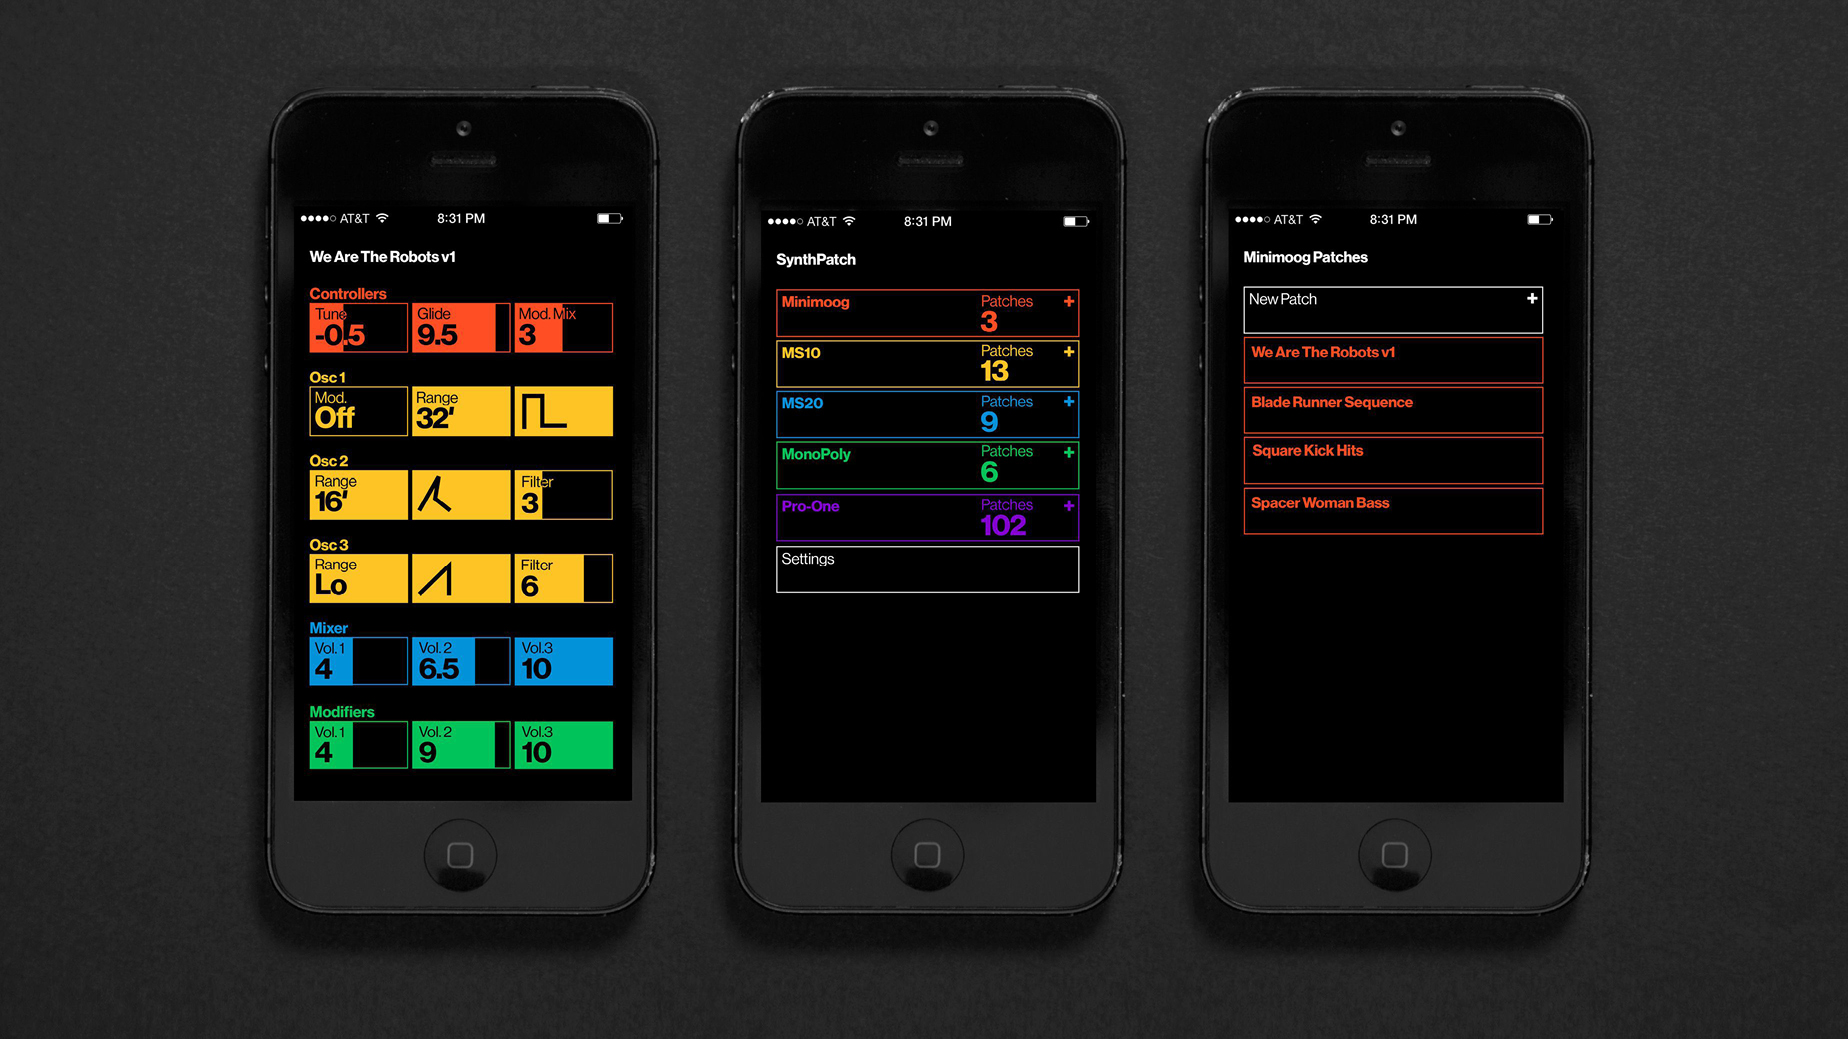 AT&T 8:31 PM
We Are The Robots v1
Controllers
Tune Glide Mod. Mix
-0.5 9.5 3
Osc 1
Mod. Range
Off 32'
Osc 2
Range Filter
16' 3
Osc 3
Range Filter
Lo 6
Mixer
Vol.1 Vol.2 Vol.3
4 6.5 10
Modifiers
Vol.1 Vol.2 Vol.3
4 9 10
AT&T 8:31 PM
SynthPatch
Minimoog Patches +
3
MS10 Patches +
13
MS20 Patches +
9
MonoPoly Patches +
6
Pro-One Patches +
102
Settings
AT&T 8:31 PM
Minimoog Patches
New Patch +
We Are The Robots v1
Blade Runner Sequence
Square Kick Hits
Spacer Woman Bass